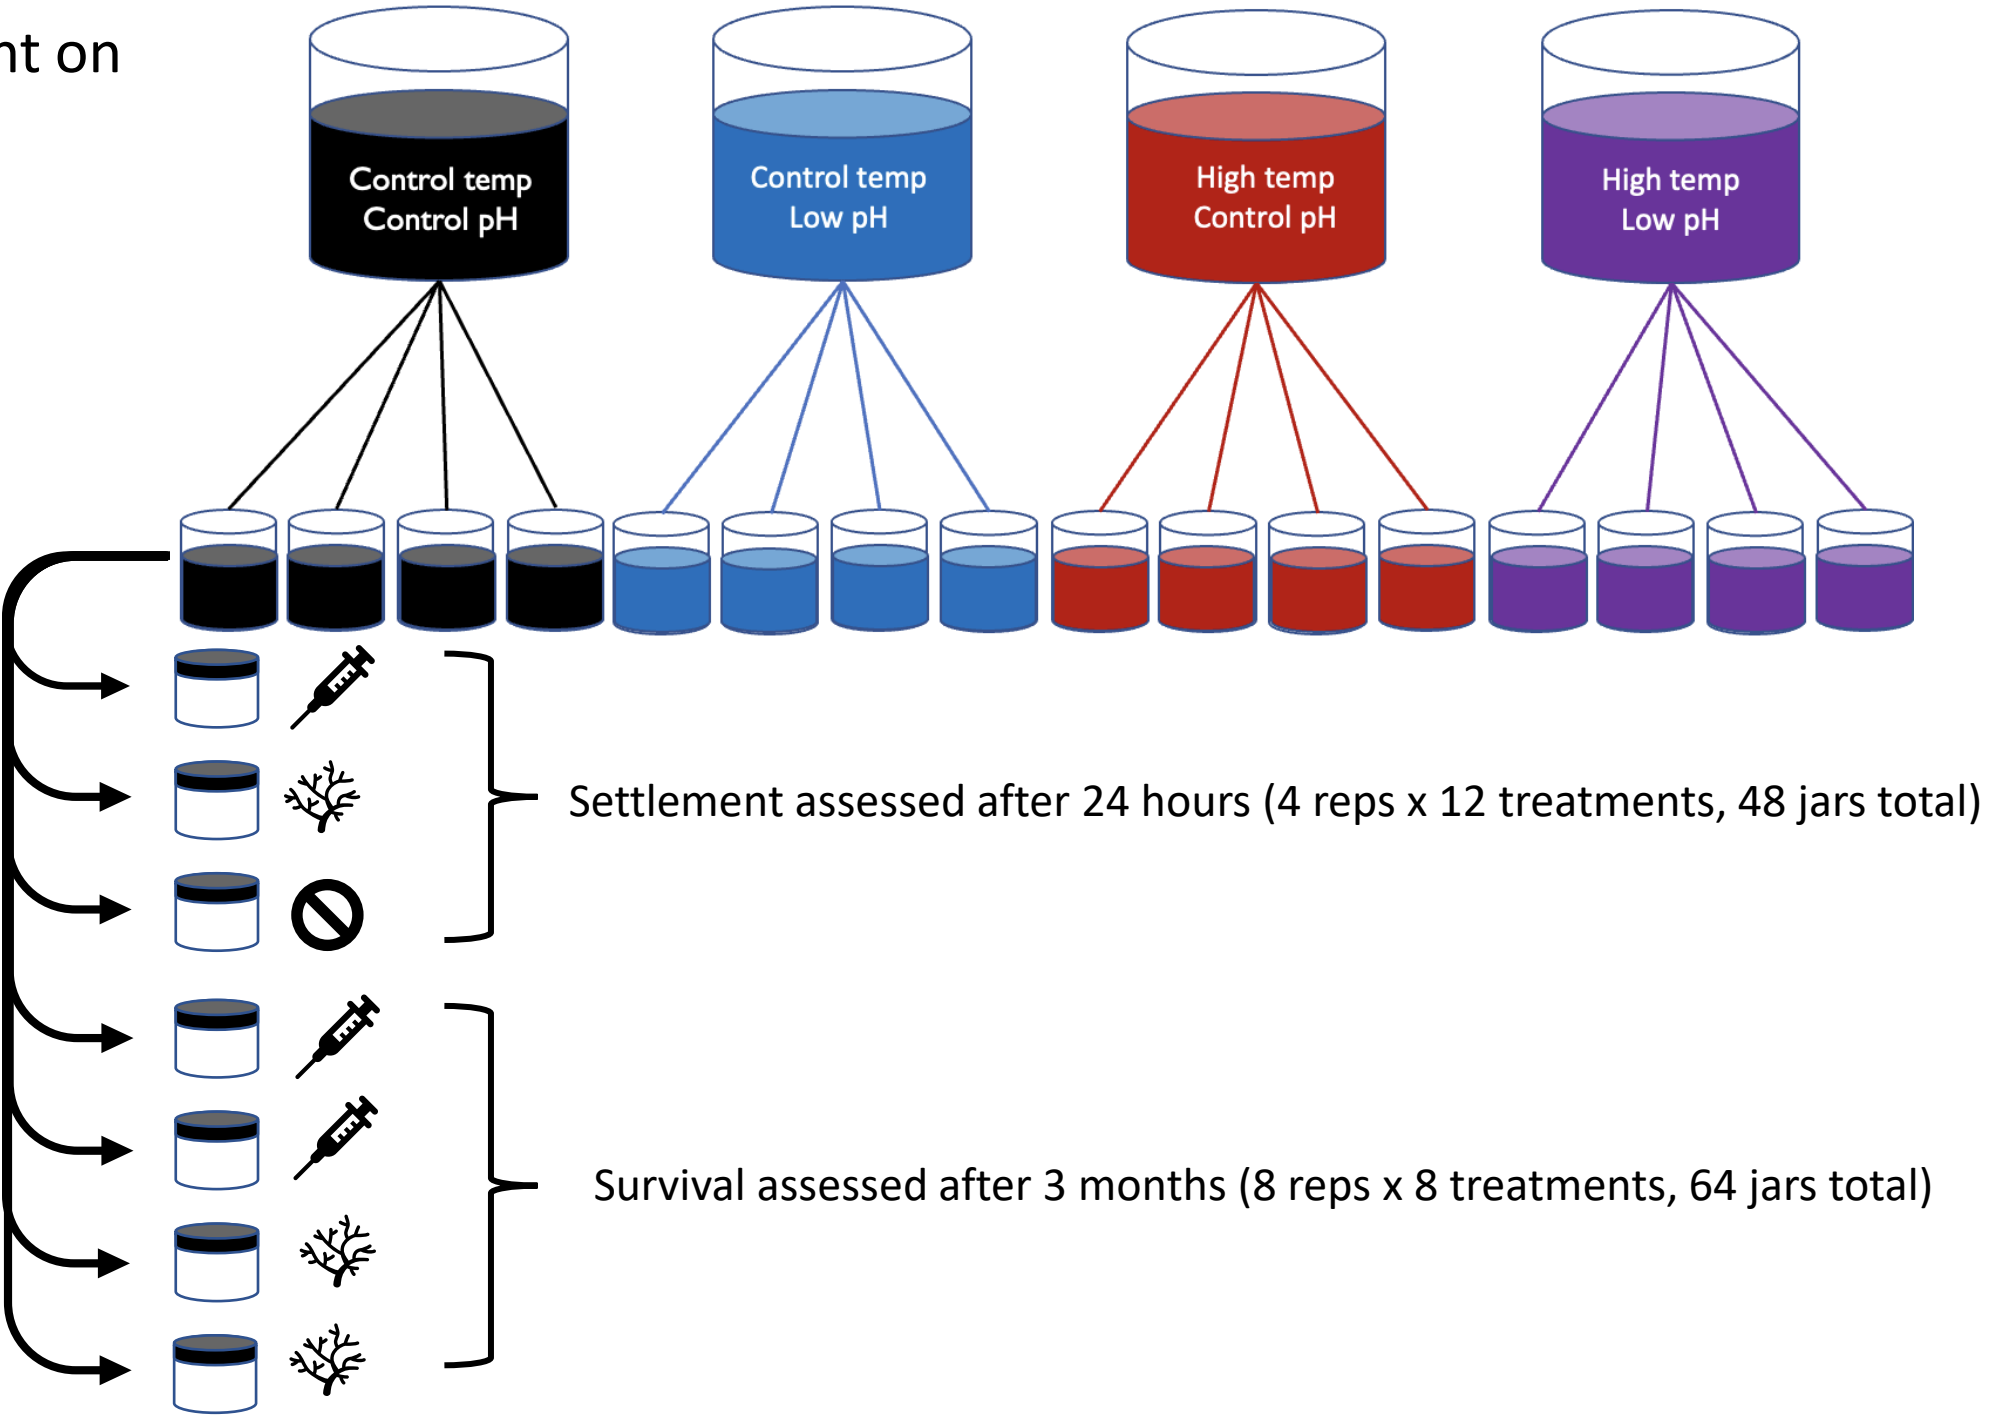 on
Control temp
Control pH
Control temp
Low pH
High temp
Control pH
High temp
Low pH
Settlement assessed after 24 hours (4 reps x 12 treatments, 48 jars total)
Survival assessed after 3 months (8 reps x 8 treatments, 64 jars total)